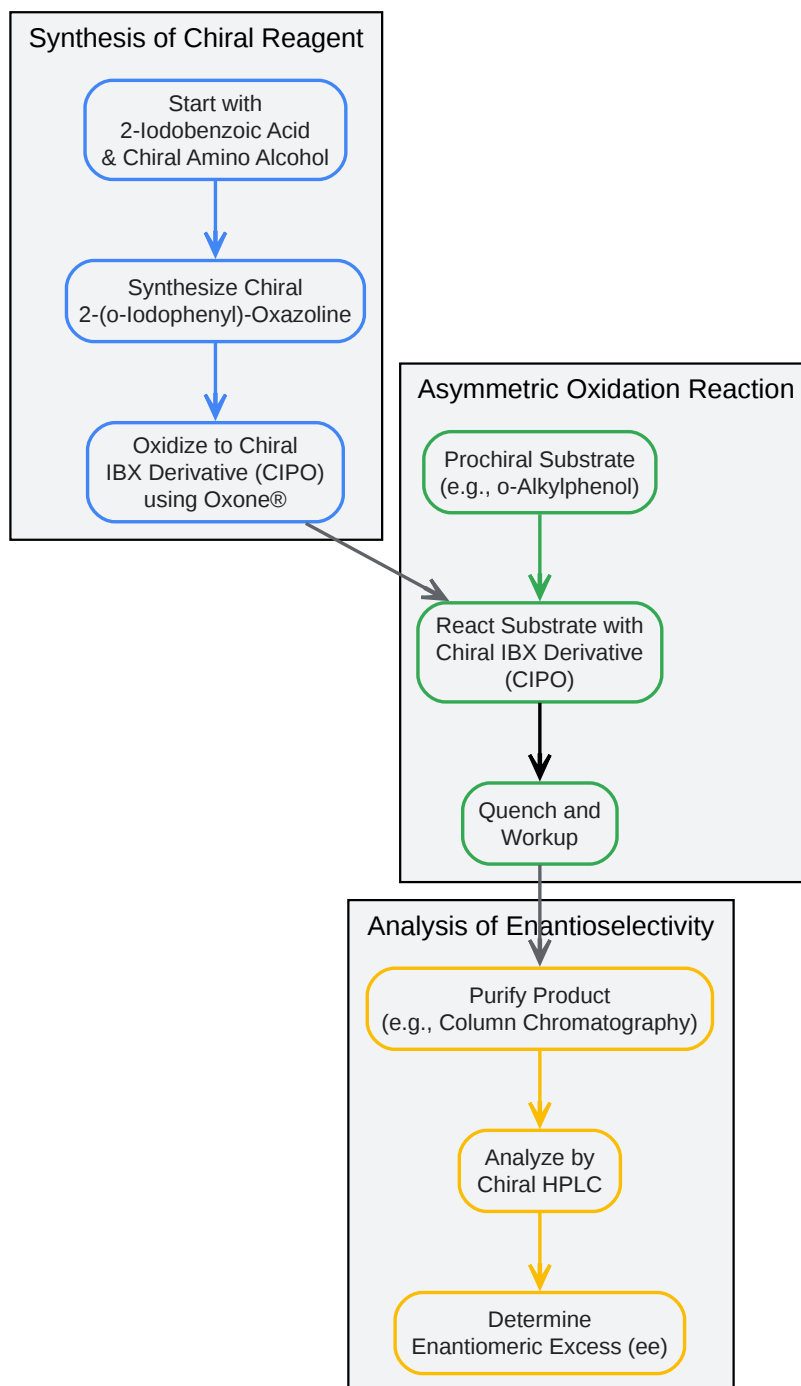 Synthesis of Chiral Reagent
Start with
2-Iodobenzoic Acid
& Chiral Amino Alcohol
Synthesize Chiral
2-(o-Iodophenyl)-Oxazoline
Oxidize to Chiral
IBX Derivative (CIPO)
using Oxone®
Asymmetric Oxidation Reaction
Prochiral Substrate
(e.g., o-Alkylphenol)
React Substrate with
Chiral IBX Derivative
(CIPO)
Quench and
Workup
Analysis of Enantioselectivity
Purify Product
(e.g., Column Chromatography)
Analyze by
Chiral HPLC
Determine
Enantiomeric Excess (ee)